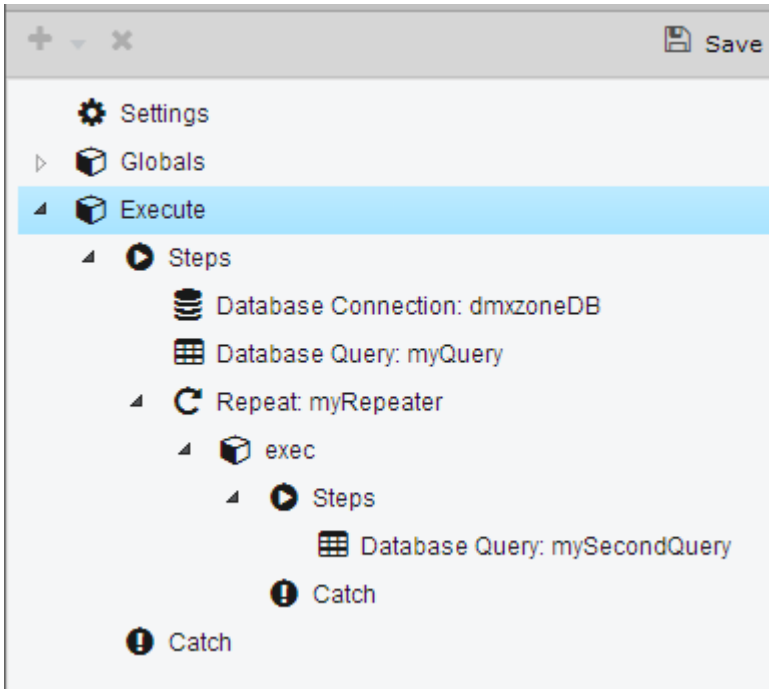 Save
Settings
Globals
Execute
Steps
Database Connection: dmxzoneDB
Database Query: myQuery
Repeat: myRepeater
exec
Steps
Database Query: mySecondQuery
Catch
Catch